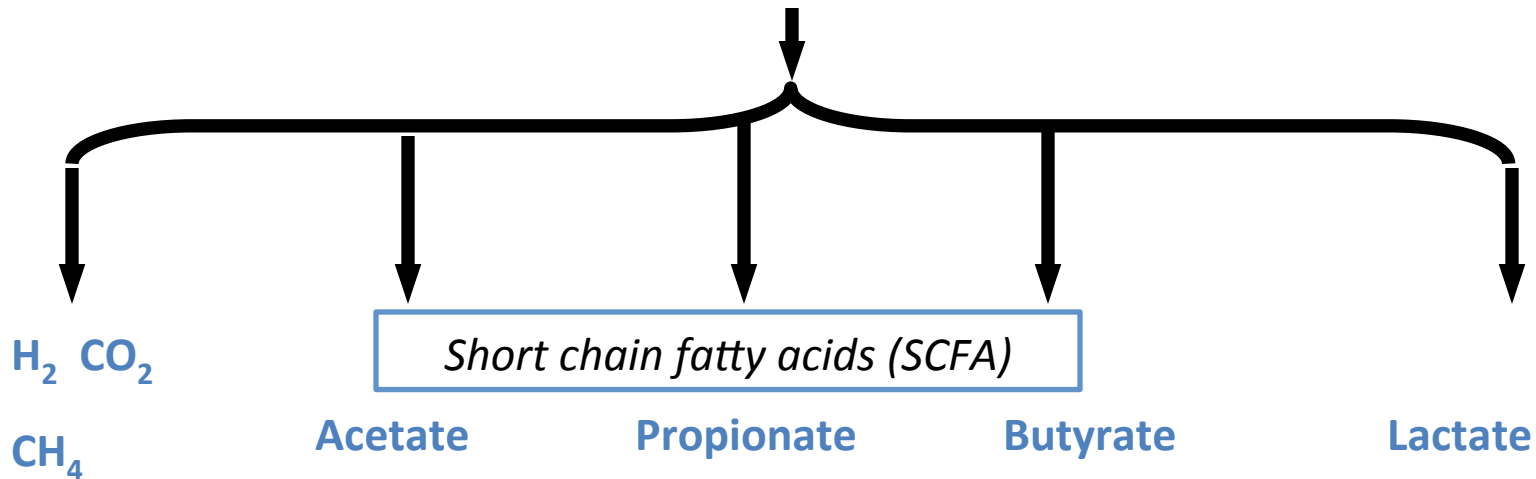 H₂ CO₂
Short chain fatty acids (SCFA)
CH₄
Acetate
Propionate
Butyrate
Lactate